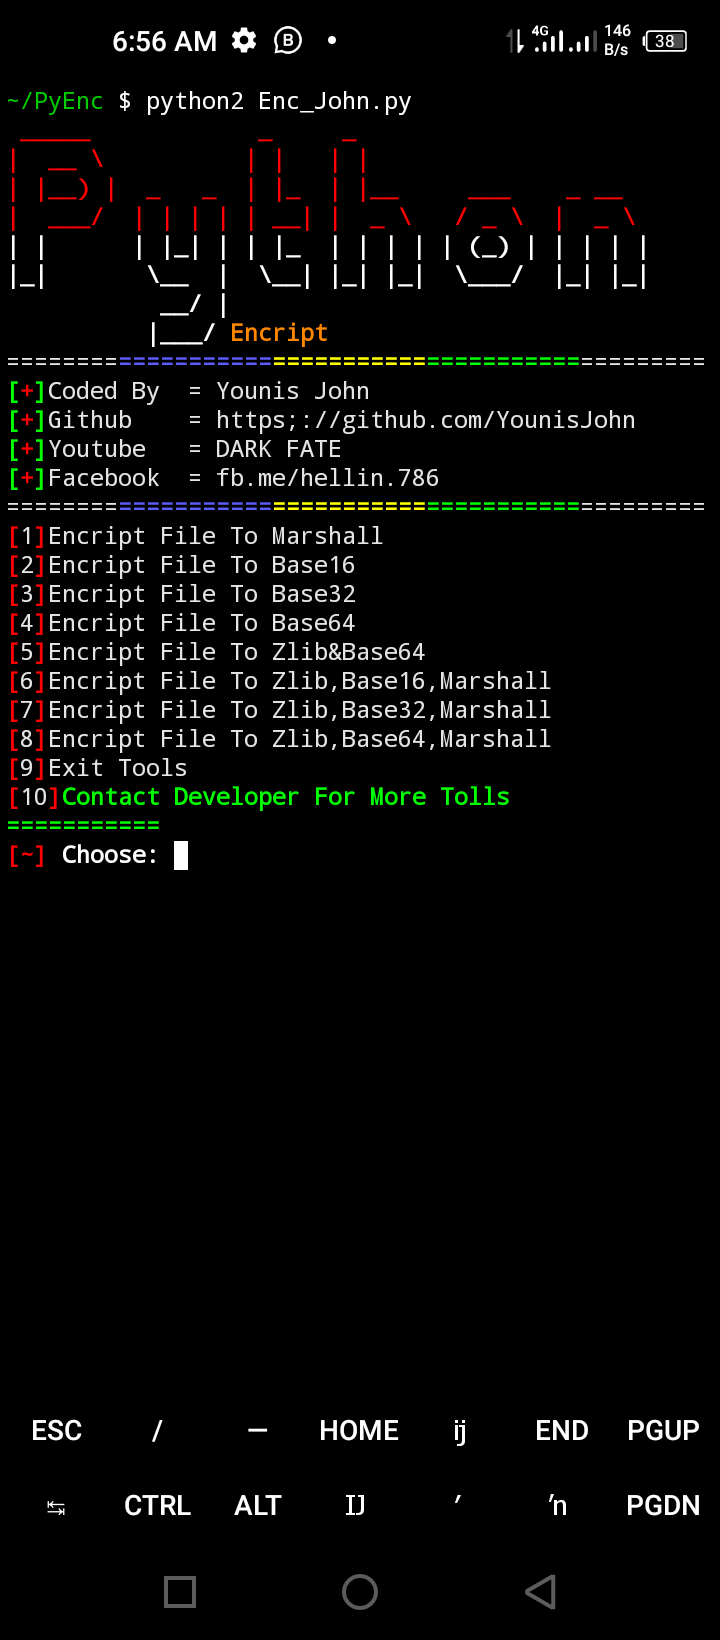 6:56 AM 4G 146 B/s 38
~/PyEnc $ python2 Enc_John.py
Python
Encript
==================================================
[+]Coded By  = Younis John
[+]Github    = https;://github.com/YounisJohn
[+]Youtube   = DARK FATE
[+]Facebook  = fb.me/hellin.786
==================================================
[1]Encript File To Marshall
[2]Encript File To Base16
[3]Encript File To Base32
[4]Encript File To Base64
[5]Encript File To Zlib&Base64
[6]Encript File To Zlib,Base16,Marshall
[7]Encript File To Zlib,Base32,Marshall
[8]Encript File To Zlib,Base64,Marshall
[9]Exit Tools
[10]Contact Developer For More Tolls
===========
[~] Choose:
ESC / — HOME ĳ END PGUP
↹ CTRL ALT Ĳ ′ ŉ PGDN